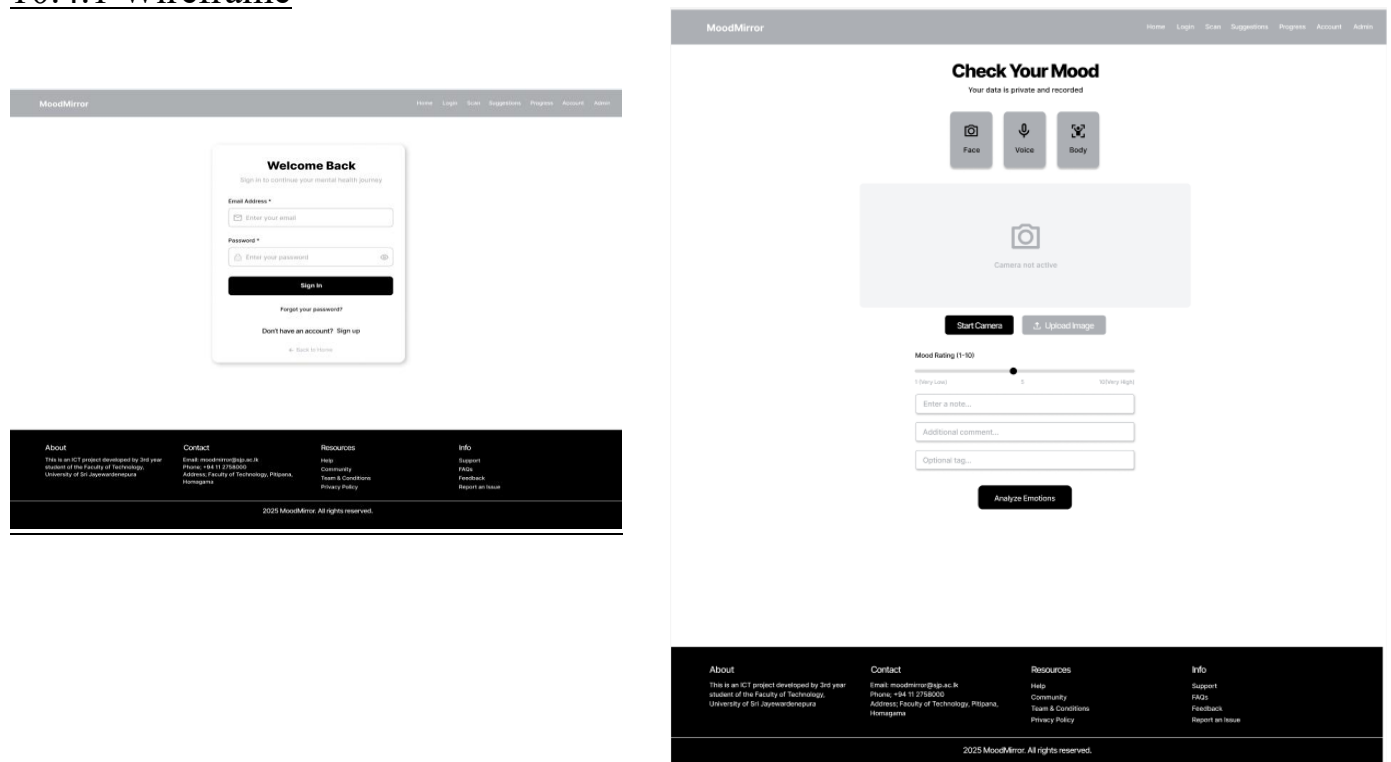 10.4.1 Wireframe
MoodMirror
Home Login Scan Suggestions Progress Account Admin
Welcome Back
Sign in to continue your mental health journey
Email Address *
Enter your email
Password *
Enter your password
Sign In
Forgot your password?
Don't have an account? Sign up
Back to Home
About
This is an ICT project developed by 3rd year
student of the Faculty of Technology,
University of Sri Jayewardenepura
Contact
Email: moodmirror@sjp.ac.lk
Phone; +94 11 2758000
Address; Faculty of Technology, Pitipana,
Homagama
Resources
Help
Community
Team & Conditions
Privacy Policy
Info
Support
FAQs
Feedback
Report an Issue
2025 MoodMirror. All rights reserved.
MoodMirror
Home Login Scan Suggestions Progress Account Admin
Check Your Mood
Your data is private and recorded
Face
Voice
Body
Camera not active
Start Camera
Upload Image
Mood Rating (1-10)
1 (Very Low) 5 10(Very High)
Enter a note...
Additional comment...
Optional tag...
Analyze Emotions
About
This is an ICT project developed by 3rd year
student of the Faculty of Technology,
University of Sri Jayewardenepura
Contact
Email: moodmirror@sjp.ac.lk
Phone; +94 11 2758000
Address; Faculty of Technology, Pitipana,
Homagama
Resources
Help
Community
Team & Conditions
Privacy Policy
Info
Support
FAQs
Feedback
Report an Issue
2025 MoodMirror. All rights reserved.